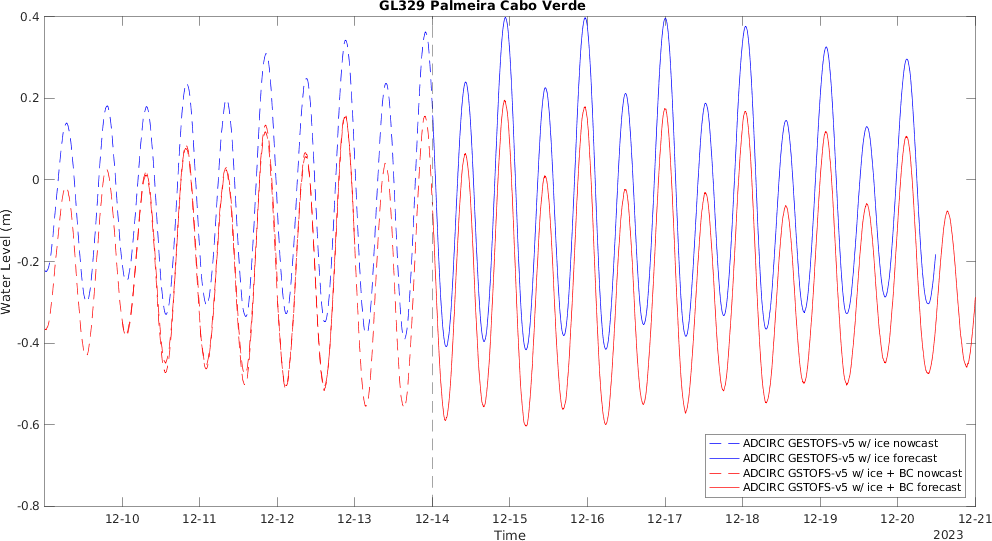 GL329 Palmeira Cabo Verde
0.4
0.2
0
-0.2
-0.4
-0.6
-0.8
Water Level (m)
ADCIRC GESTOFS-v5 w/ ice nowcast
ADCIRC GESTOFS-v5 w/ ice forecast
ADCIRC GSTOFS-v5 w/ ice + BC nowcast
ADCIRC GSTOFS-v5 w/ ice + BC forecast
12-10 12-11 12-12 12-13 12-14 12-15 12-16 12-17 12-18 12-19 12-20 12-21
Time
2023